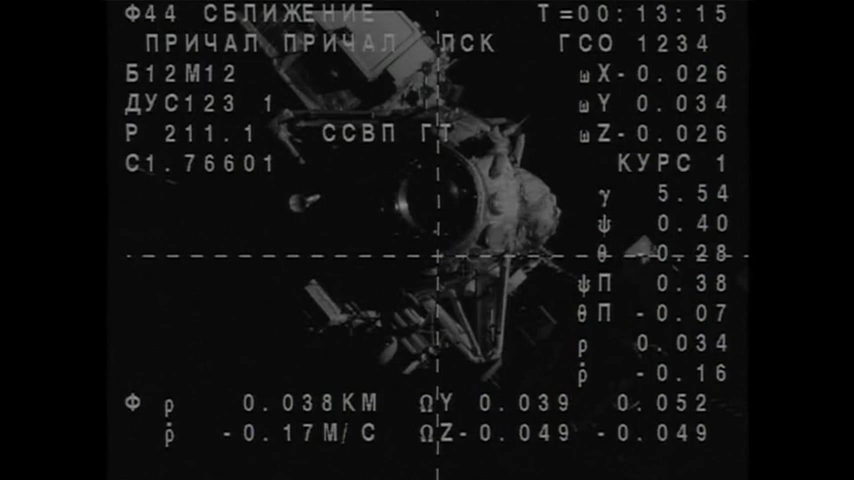 Ф44 СБЛИЖЕНИЕ T=00:13:15
ПРИЧАЛ ПРИЧАЛ ПСК ГСО 1234
Б12М12 ωX-0.026
ДУС123 1 ωY 0.034
Р 211.1 ССВП ГТ ωZ-0.026
С1.76601 КУРС 1
γ 5.54
ψ 0.40
θ -0.28
ψП 0.38
θП -0.07
ρ 0.034
ρ̇ -0.16
Ф ρ 0.038КМ ΩY 0.039 0.052
ρ̇ -0.17М/С ΩZ-0.049 -0.049